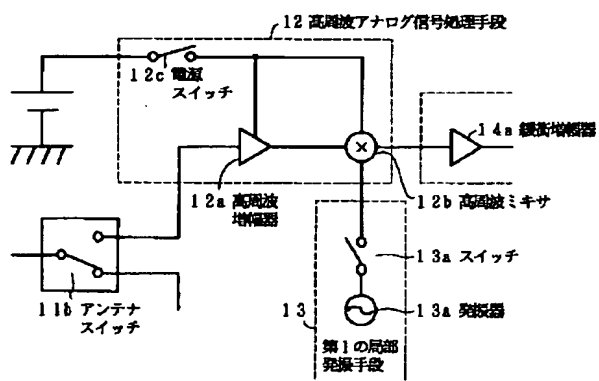 12 高周波アナログ信号処理手段
12c 電源
スイッチ
14a 緩衝増幅器
12a 高周波
増幅器
12b 高周波ミキサ
13a スイッチ
11b アンテナ
スイッチ
13
13a 発振器
第1の局部
発振手段